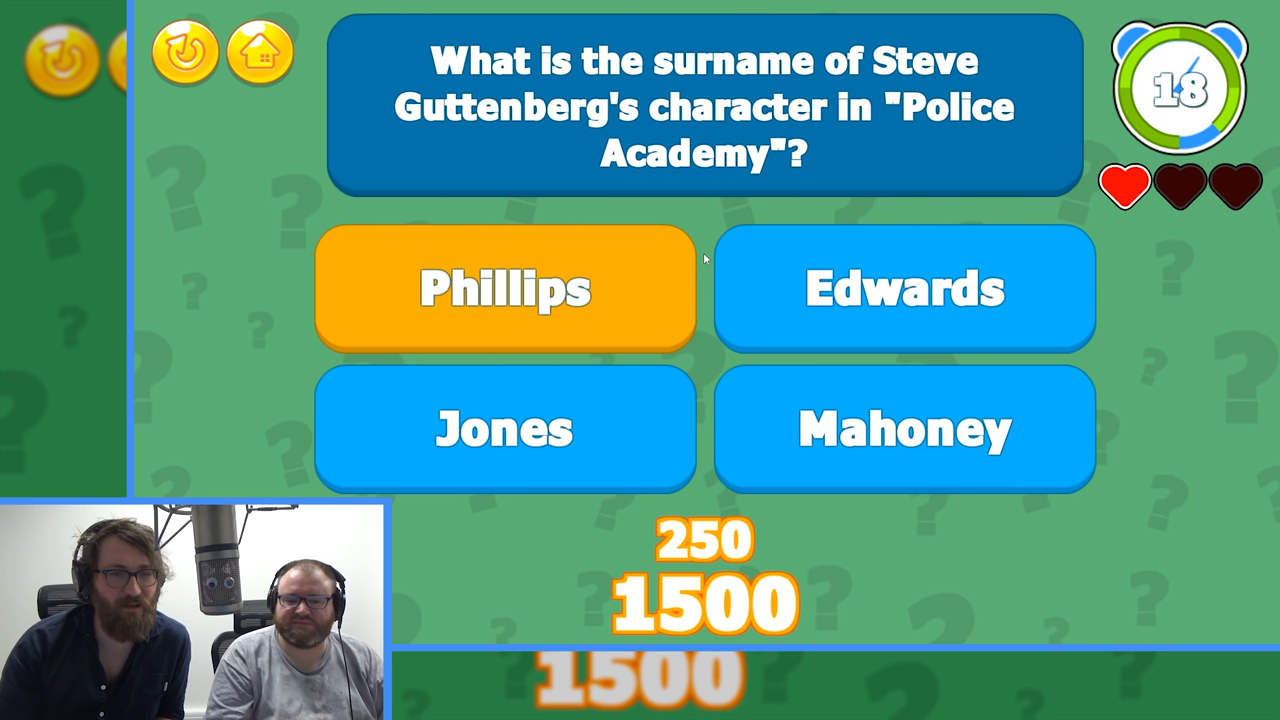 What is the surname of Steve
Guttenberg's character in "Police
Academy"?
18
Phillips
Edwards
Jones
Mahoney
250
1500
1500